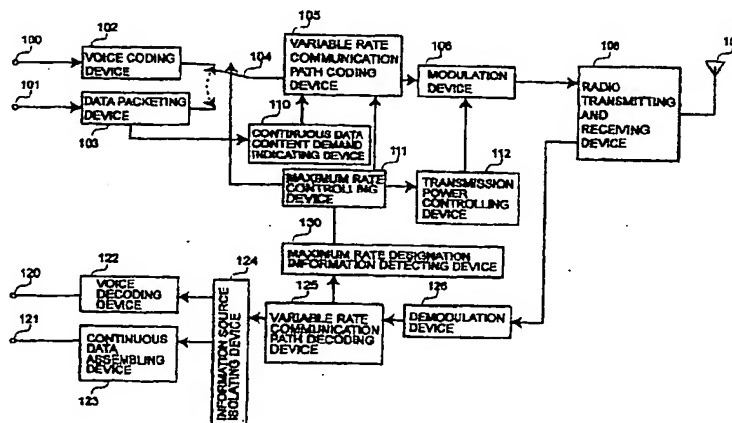 100
102
VOICE CODING
DEVICE
104
105
VARIABLE RATE
COMMUNICATION
PATH CODING
DEVICE
106
MODULATION
DEVICE
108
RADIO
TRANSMITTING
AND
RECEIVING
DEVICE
10
101
DATA PACKETING
DEVICE
103
110
CONTINUOUS DATA
CONTENT DEMAND
INDICATING DEVICE
111
MAXIMUM RATE
CONTROLLING
DEVICE
112
TRANSMISSION
POWER
CONTROLLING
DEVICE
130
MAXIMUM RATE DESIGNATION
INFORMATION DETECTING DEVICE
120
122
VOICE
DECODING
DEVICE
124
INFORMATION SOURCE
ISOLATING DEVICE
125
VARIABLE RATE
COMMUNICATION
PATH DECODING
DEVICE
126
DEMODULATION
DEVICE
121
CONTINUOUS
DATA
ASSEMBLING
DEVICE
123